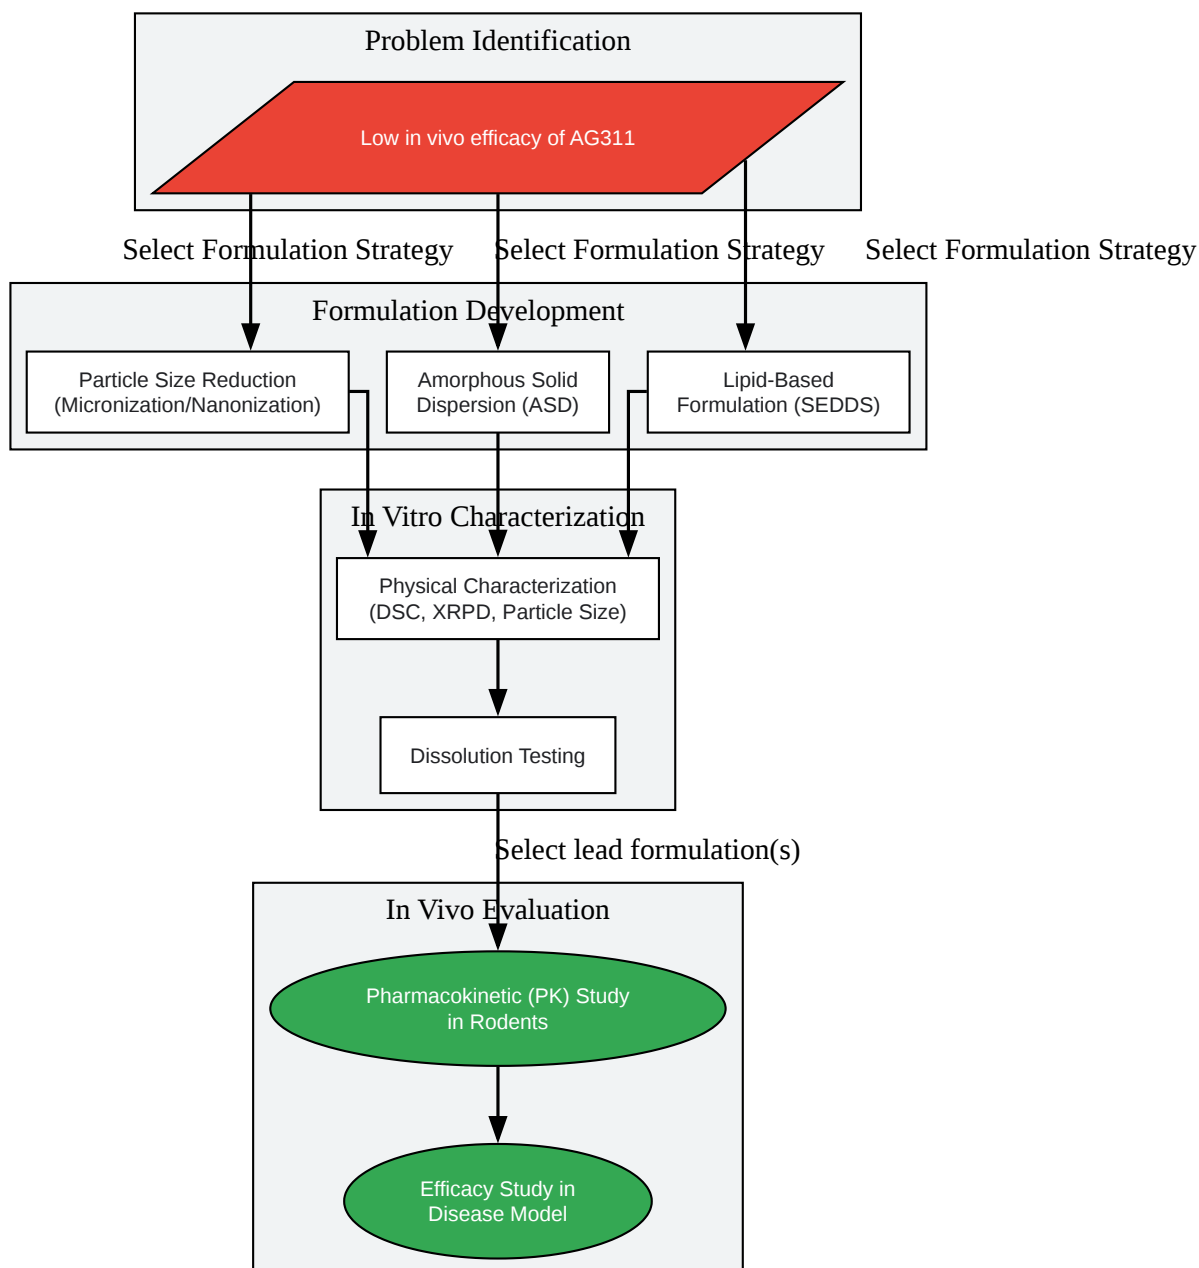 Problem Identification
Low in vivo efficacy of AG311
Select Formulation Strategy
Select Formulation Strategy
Select Formulation Strategy
Formulation Development
Particle Size Reduction
(Micronization/Nanonization)
Amorphous Solid
Dispersion (ASD)
Lipid-Based
Formulation (SEDDS)
In Vitro Characterization
Physical Characterization
(DSC, XRPD, Particle Size)
Dissolution Testing
Select lead formulation(s)
In Vivo Evaluation
Pharmacokinetic (PK) Study
in Rodents
Efficacy Study in
Disease Model